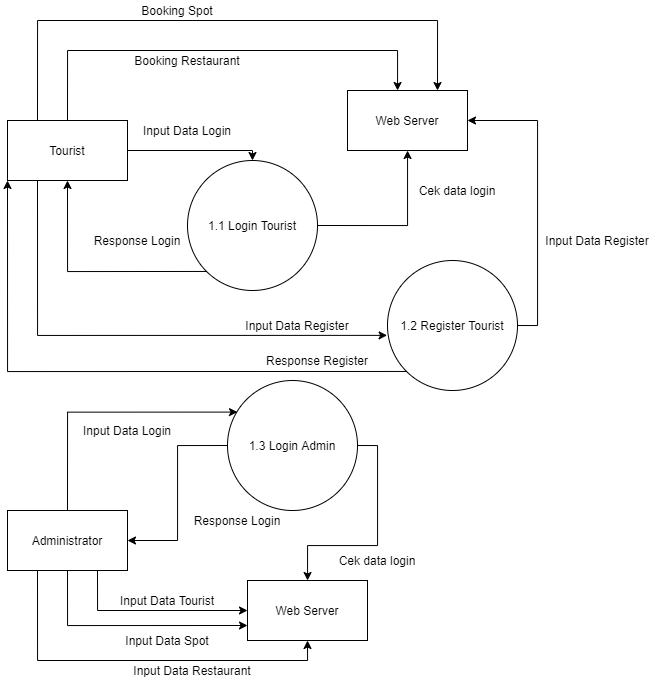 Booking Spot
Booking Restaurant
Web Server
Input Data Login
Tourist
Cek data login
1.1 Login Tourist
Response Login
Input Data Register
Input Data Register
1.2 Register Tourist
Response Register
Input Data Login
1.3 Login Admin
Response Login
Administrator
Cek data login
Input Data Tourist
Web Server
Input Data Spot
Input Data Restaurant